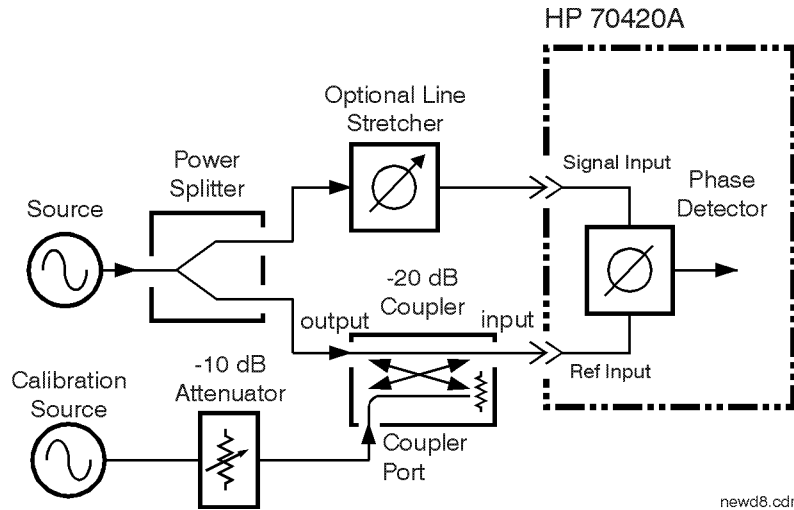 HP 70420A
Optional Line
Stretcher
Power
Splitter
Signal Input
Phase
Detector
Source
-20 dB
Coupler
output
input
Ref Input
-10 dB
Attenuator
Calibration
Source
Coupler
Port
newd8.cdr